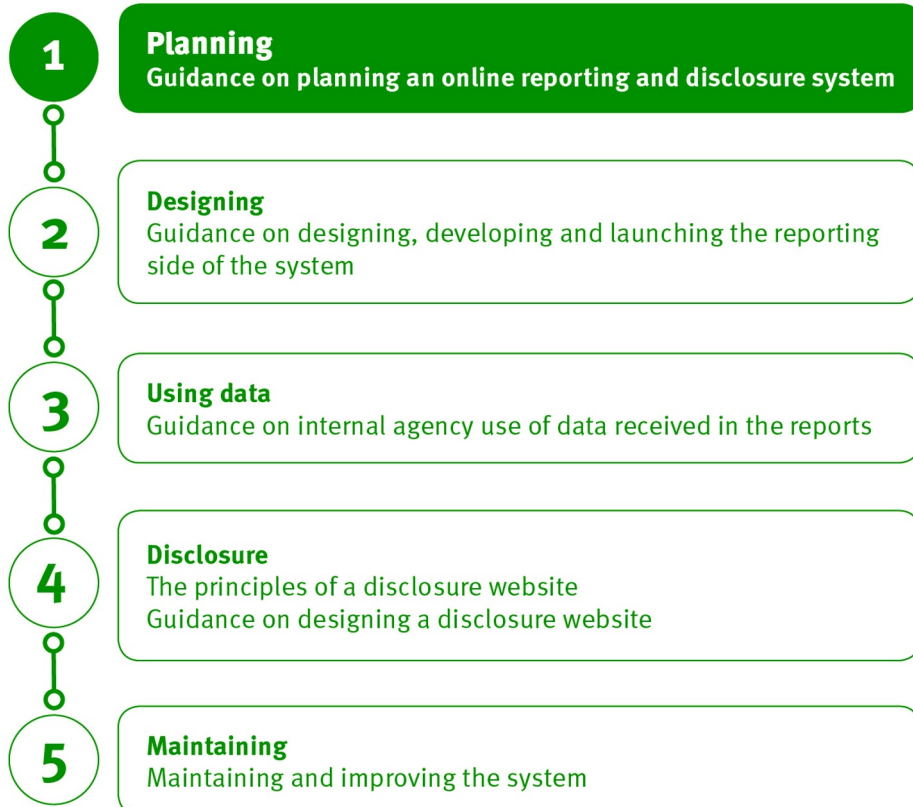 1
Planning
Guidance on planning an online reporting and disclosure system
2
Designing
Guidance on designing, developing and launching the reporting
side of the system
3
Using data
Guidance on internal agency use of data received in the reports
4
Disclosure
The principles of a disclosure website
Guidance on designing a disclosure website
5
Maintaining
Maintaining and improving the system